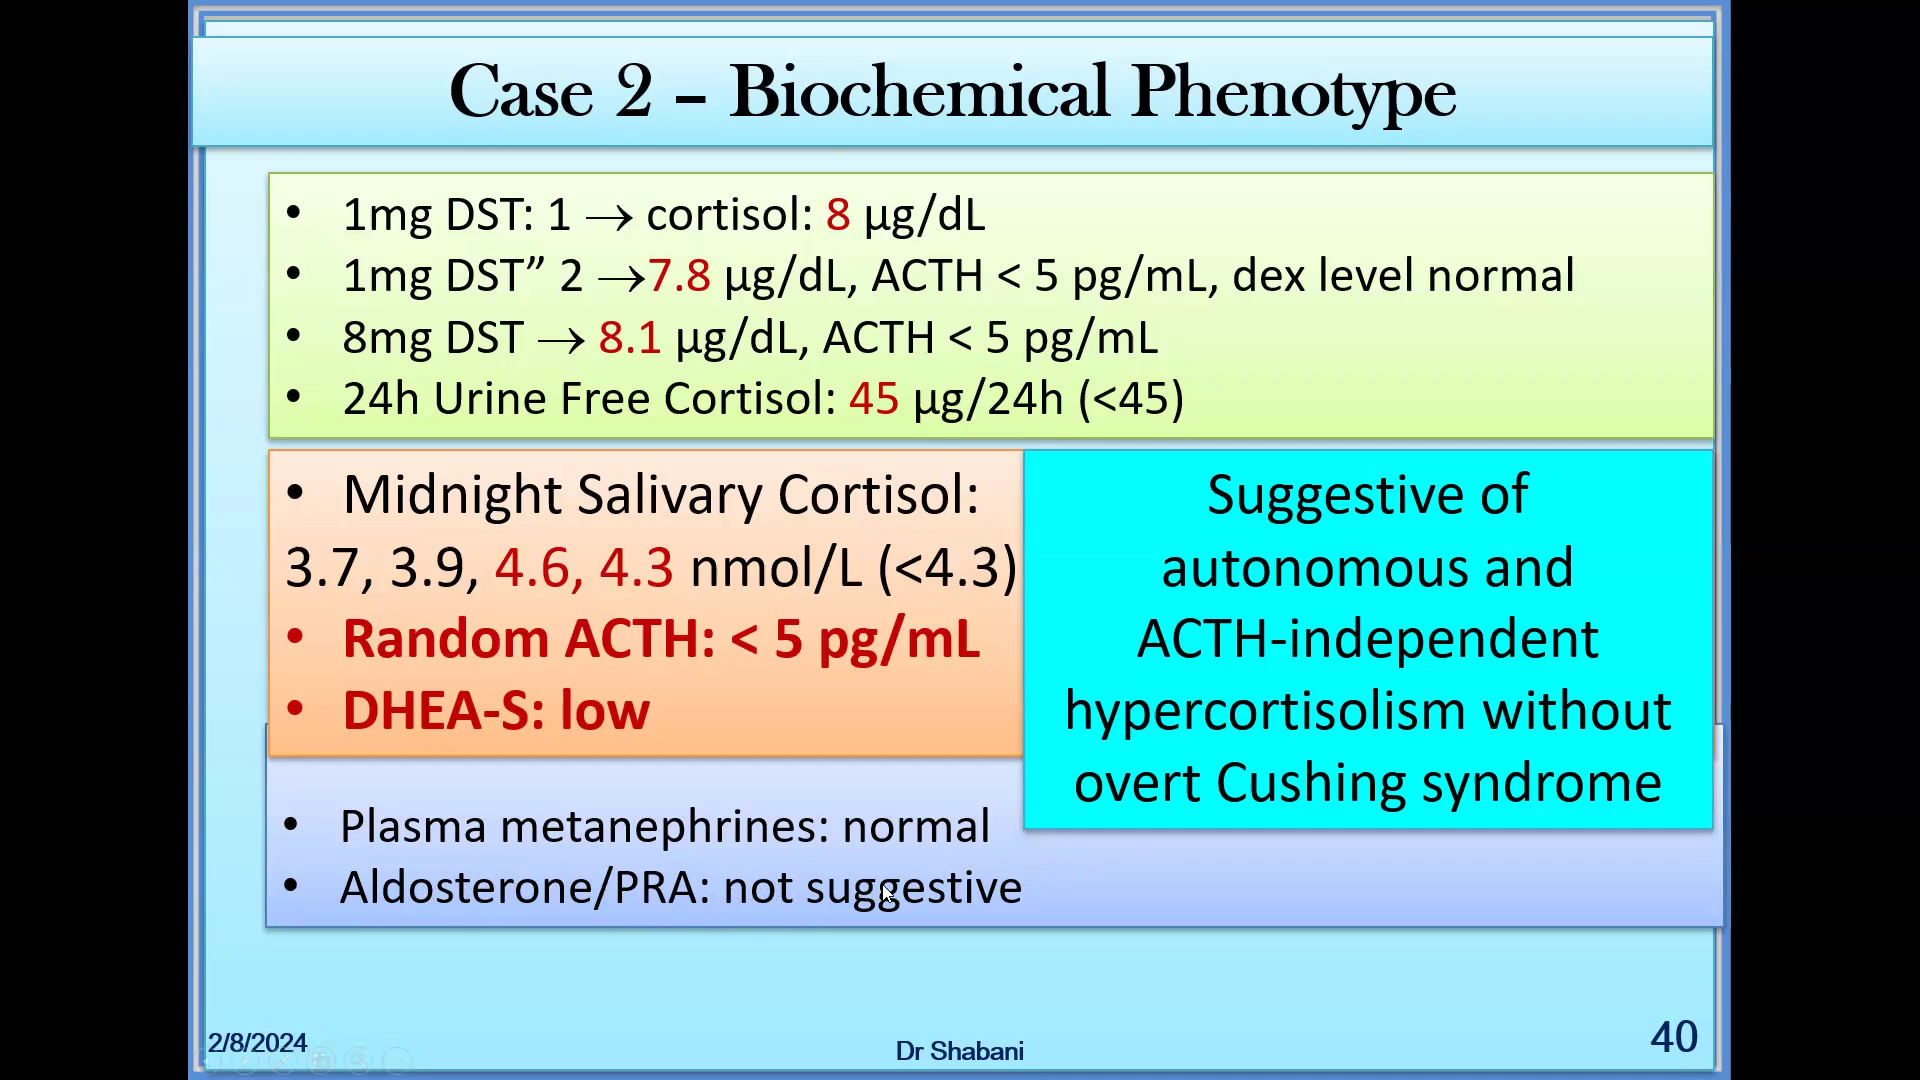 Case 2 – Biochemical Phenotype
• 1mg DST: 1 → cortisol: 8 µg/dL
• 1mg DST” 2 →7.8 µg/dL, ACTH < 5 pg/mL, dex level normal
• 8mg DST → 8.1 µg/dL, ACTH < 5 pg/mL
• 24h Urine Free Cortisol: 45 µg/24h (<45)
• Midnight Salivary Cortisol:
3.7, 3.9, 4.6, 4.3 nmol/L (<4.3)
• Random ACTH: < 5 pg/mL
• DHEA-S: low
Suggestive of
autonomous and
ACTH-independent
hypercortisolism without
overt Cushing syndrome
• Plasma metanephrines: normal
• Aldosterone/PRA: not suggestive
2/8/2024
Dr Shabani
40